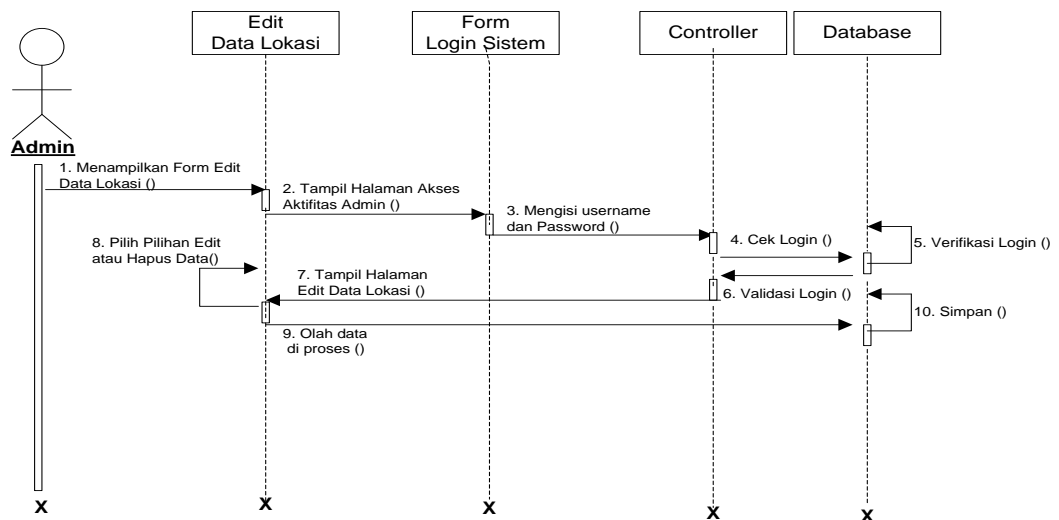 Edit
Data Lokasi
Form
Login Sistem
Controller
Database
Admin
1. Menampilkan Form Edit
Data Lokasi ()
2. Tampil Halaman Akses
Aktifitas Admin ()
3. Mengisi username
dan Password ()
4. Cek Login ()
5. Verifikasi Login ()
6. Validasi Login ()
7. Tampil Halaman
Edit Data Lokasi ()
8. Pilih Pilihan Edit
atau Hapus Data()
9. Olah data
di proses ()
10. Simpan ()
X
X
X
X
X